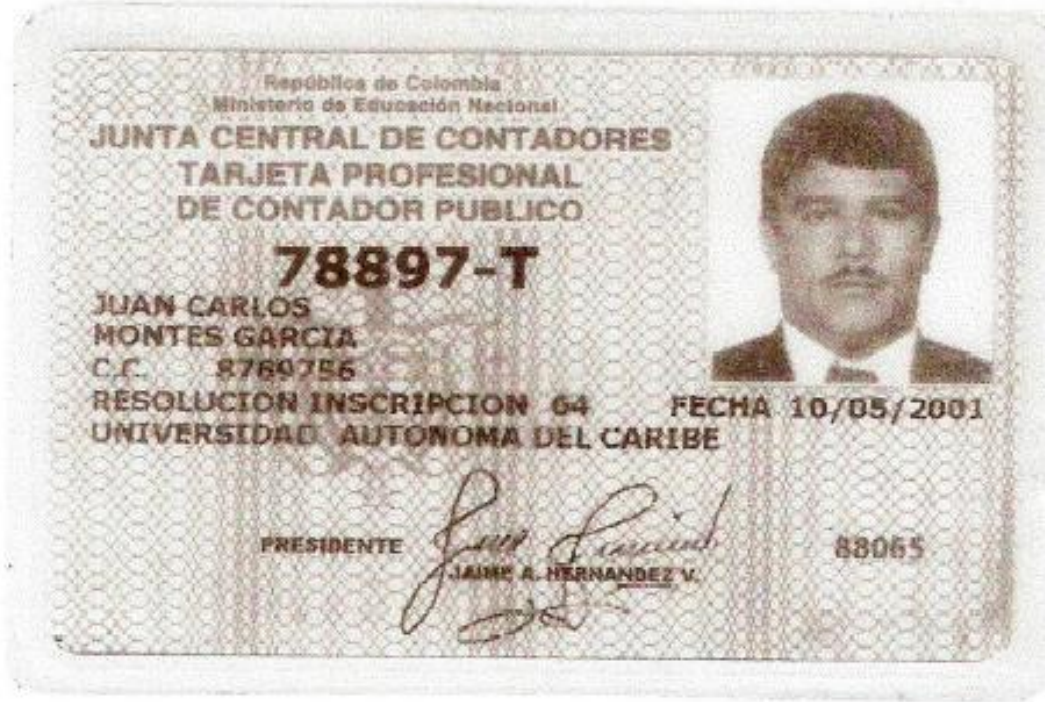 República de Colombia
Ministerio de Educación Nacional
JUNTA CENTRAL DE CONTADORES
TARJETA PROFESIONAL
DE CONTADOR PUBLICO
78897-T
JUAN CARLOS
MONTES GARCIA
C.C. 8769756
RESOLUCION INSCRIPCION 64 FECHA 10/05/2001
UNIVERSIDAD AUTONOMA DEL CARIBE
PRESIDENTE
JAIME A. HERNANDEZ V.
88065